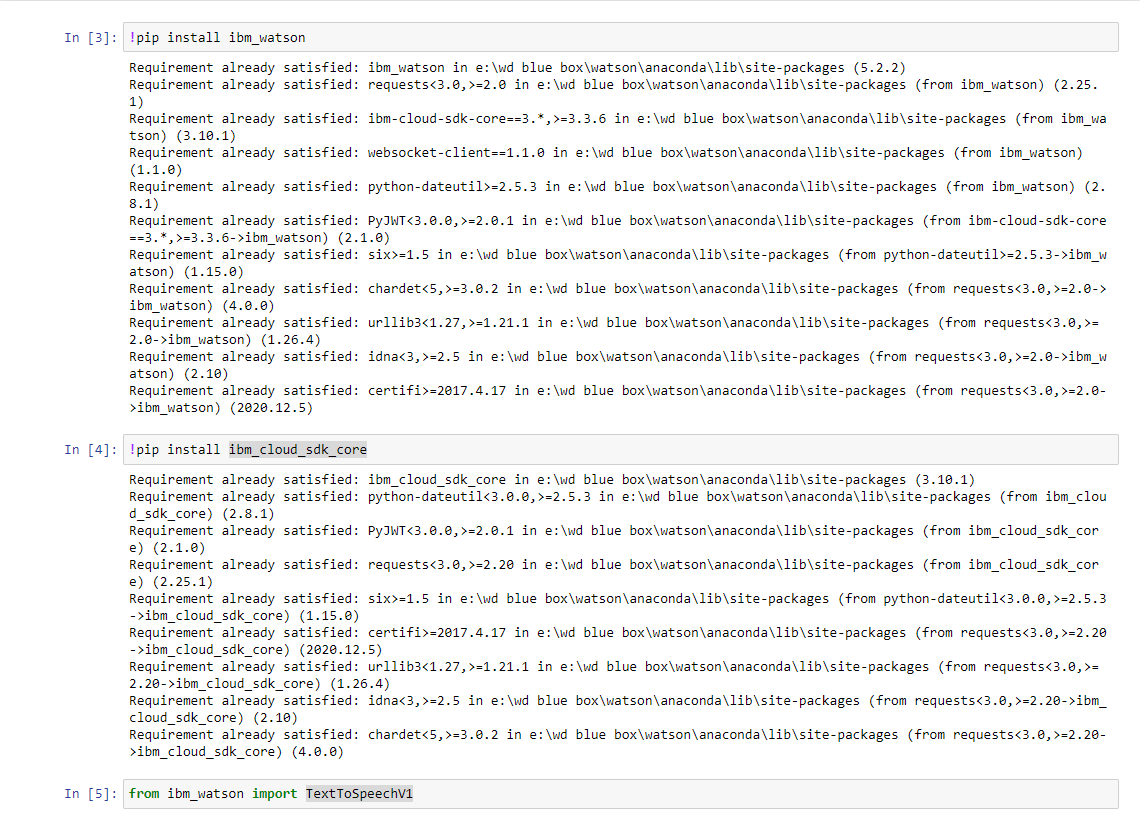 In [3]: !pip install ibm_watson
Requirement already satisfied: ibm_watson in e:\wd blue box\watson\anaconda\lib\site-packages (5.2.2)
Requirement already satisfied: requests<3.0,>=2.0 in e:\wd blue box\watson\anaconda\lib\site-packages (from ibm_watson) (2.25.
1)
Requirement already satisfied: ibm-cloud-sdk-core==3.*,>=3.3.6 in e:\wd blue box\watson\anaconda\lib\site-packages (from ibm_wa
tson) (3.10.1)
Requirement already satisfied: websocket-client==1.1.0 in e:\wd blue box\watson\anaconda\lib\site-packages (from ibm_watson)
(1.1.0)
Requirement already satisfied: python-dateutil>=2.5.3 in e:\wd blue box\watson\anaconda\lib\site-packages (from ibm_watson) (2.
8.1)
Requirement already satisfied: PyJWT<3.0.0,>=2.0.1 in e:\wd blue box\watson\anaconda\lib\site-packages (from ibm-cloud-sdk-core
==3.*,>=3.3.6->ibm_watson) (2.1.0)
Requirement already satisfied: six>=1.5 in e:\wd blue box\watson\anaconda\lib\site-packages (from python-dateutil>=2.5.3->ibm_w
atson) (1.15.0)
Requirement already satisfied: chardet<5,>=3.0.2 in e:\wd blue box\watson\anaconda\lib\site-packages (from requests<3.0,>=2.0->
ibm_watson) (4.0.0)
Requirement already satisfied: urllib3<1.27,>=1.21.1 in e:\wd blue box\watson\anaconda\lib\site-packages (from requests<3.0,>=
2.0->ibm_watson) (1.26.4)
Requirement already satisfied: idna<3,>=2.5 in e:\wd blue box\watson\anaconda\lib\site-packages (from requests<3.0,>=2.0->ibm_w
atson) (2.10)
Requirement already satisfied: certifi>=2017.4.17 in e:\wd blue box\watson\anaconda\lib\site-packages (from requests<3.0,>=2.0-
>ibm_watson) (2020.12.5)
In [4]: !pip install ibm_cloud_sdk_core
Requirement already satisfied: ibm_cloud_sdk_core in e:\wd blue box\watson\anaconda\lib\site-packages (3.10.1)
Requirement already satisfied: python-dateutil<3.0.0,>=2.5.3 in e:\wd blue box\watson\anaconda\lib\site-packages (from ibm_clou
d_sdk_core) (2.8.1)
Requirement already satisfied: PyJWT<3.0.0,>=2.0.1 in e:\wd blue box\watson\anaconda\lib\site-packages (from ibm_cloud_sdk_cor
e) (2.1.0)
Requirement already satisfied: requests<3.0,>=2.20 in e:\wd blue box\watson\anaconda\lib\site-packages (from ibm_cloud_sdk_cor
e) (2.25.1)
Requirement already satisfied: six>=1.5 in e:\wd blue box\watson\anaconda\lib\site-packages (from python-dateutil<3.0.0,>=2.5.3
->ibm_cloud_sdk_core) (1.15.0)
Requirement already satisfied: certifi>=2017.4.17 in e:\wd blue box\watson\anaconda\lib\site-packages (from requests<3.0,>=2.20
->ibm_cloud_sdk_core) (2020.12.5)
Requirement already satisfied: urllib3<1.27,>=1.21.1 in e:\wd blue box\watson\anaconda\lib\site-packages (from requests<3.0,>=
2.20->ibm_cloud_sdk_core) (1.26.4)
Requirement already satisfied: idna<3,>=2.5 in e:\wd blue box\watson\anaconda\lib\site-packages (from requests<3.0,>=2.20->ibm_
cloud_sdk_core) (2.10)
Requirement already satisfied: chardet<5,>=3.0.2 in e:\wd blue box\watson\anaconda\lib\site-packages (from requests<3.0,>=2.20-
>ibm_cloud_sdk_core) (4.0.0)
In [5]: from ibm_watson import TextToSpeechV1